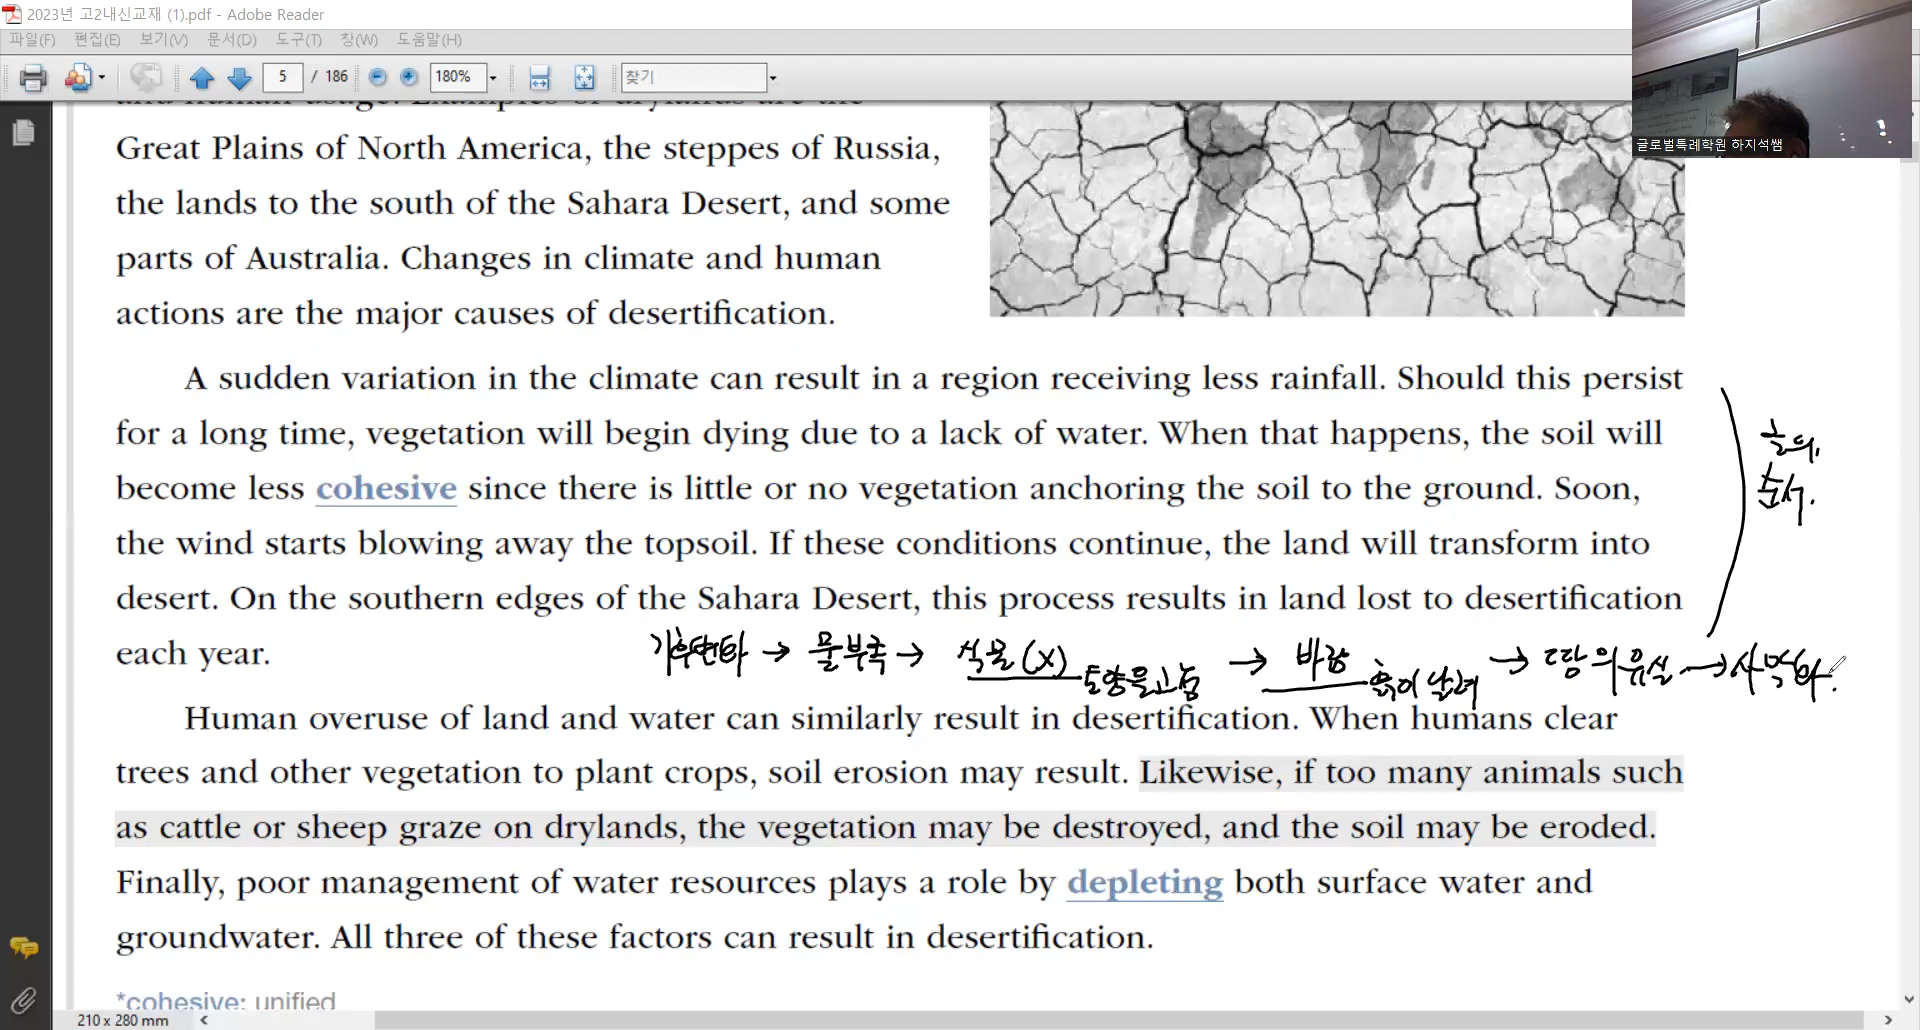 2023년 고2내신교재 (1).pdf - Adobe Reader
파일(F) 편집(E) 보기(V) 문서(D) 도구(T) 창(W) 도움말(H)
5 / 186 180% 찾기
글로벌특례학원 하지석쌤
and human usage. Examples of drylands are the
Great Plains of North America, the steppes of Russia,
the lands to the south of the Sahara Desert, and some
parts of Australia. Changes in climate and human
actions are the major causes of desertification.
A sudden variation in the climate can result in a region receiving less rainfall. Should this persist
for a long time, vegetation will begin dying due to a lack of water. When that happens, the soil will
become less cohesive since there is little or no vegetation anchoring the soil to the ground. Soon,
the wind starts blowing away the topsoil. If these conditions continue, the land will transform into
desert. On the southern edges of the Sahara Desert, this process results in land lost to desertification
each year.
글의
순서.
기후변화 → 물부족 → 식물(X) 토양물고놈 → 바람 흙이 날려 → 땅의 유실 → 사막화.
Human overuse of land and water can similarly result in desertification. When humans clear
trees and other vegetation to plant crops, soil erosion may result. Likewise, if too many animals such
as cattle or sheep graze on drylands, the vegetation may be destroyed, and the soil may be eroded.
Finally, poor management of water resources plays a role by depleting both surface water and
groundwater. All three of these factors can result in desertification.
*cohesive: unified
210 x 280 mm